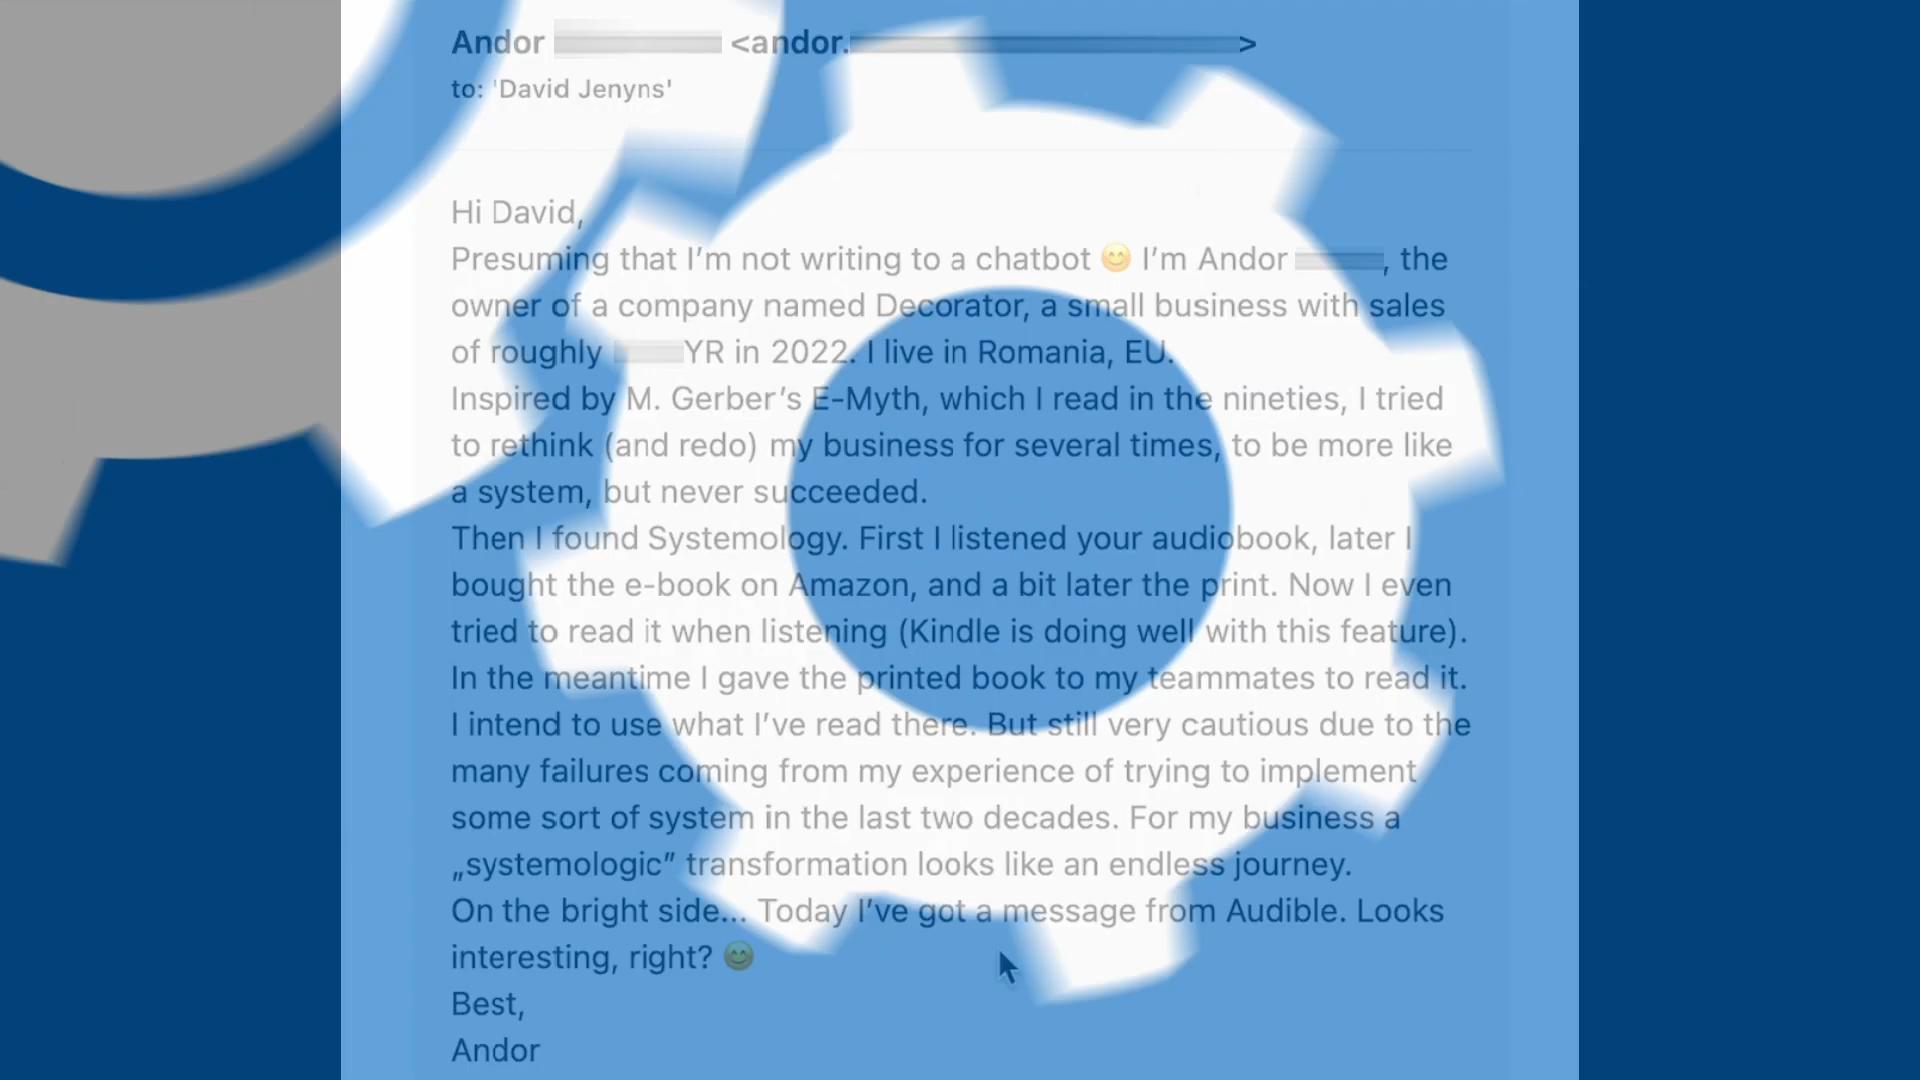 Andor <andor. >
to: 'David Jenyns'
Hi David,
Presuming that I’m not writing to a chatbot 😊 I’m Andor , the
owner of a company named Decorator, a small business with sales
of roughly YR in 2022. I live in Romania, EU.
Inspired by M. Gerber’s E-Myth, which I read in the nineties, I tried
to rethink (and redo) my business for several times, to be more like
a system, but never succeeded.
Then I found Systemology. First I listened your audiobook, later I
bought the e-book on Amazon, and a bit later the print. Now I even
tried to read it when listening (Kindle is doing well with this feature).
In the meantime I gave the printed book to my teammates to read it.
I intend to use what I’ve read there. But still very cautious due to the
many failures coming from my experience of trying to implement
some sort of system in the last two decades. For my business a
„systemologic” transformation looks like an endless journey.
On the bright side... Today I’ve got a message from Audible. Looks
interesting, right? 😊
Best,
Andor